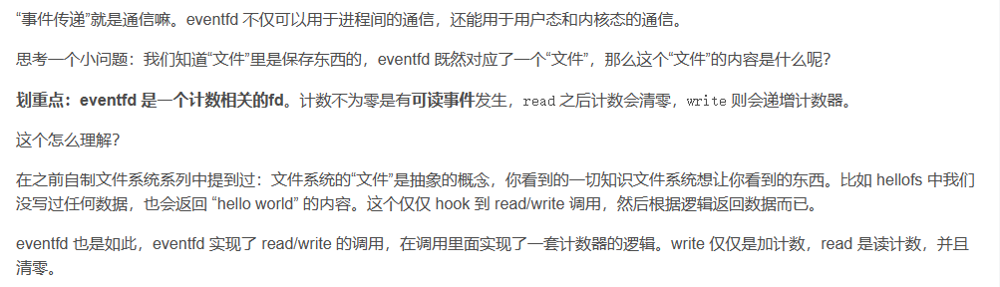 “事件传递”就是通信嘛。eventfd 不仅可以用于进程间的通信，还能用于用户态和内核态的通信。
思考一个小问题：我们知道“文件”里是保存东西的，eventfd 既然对应了一个“文件”，那么这个“文件”的内容是什么呢？
划重点：eventfd 是一个计数相关的fd。计数不为零是有可读事件发生，read 之后计数会清零，write 则会递增计数器。
这个怎么理解？
在之前自制文件系统系列中提到过：文件系统的“文件”是抽象的概念，你看到的一切知识文件系统想让你看到的东西。比如 hellofs 中我们
没写过任何数据，也会返回 “hello world” 的内容。这个仅仅 hook 到 read/write 调用，然后根据逻辑返回数据而已。
eventfd 也是如此，eventfd 实现了 read/write 的调用，在调用里面实现了一套计数器的逻辑。write 仅仅是加计数，read 是读计数，并且
清零。